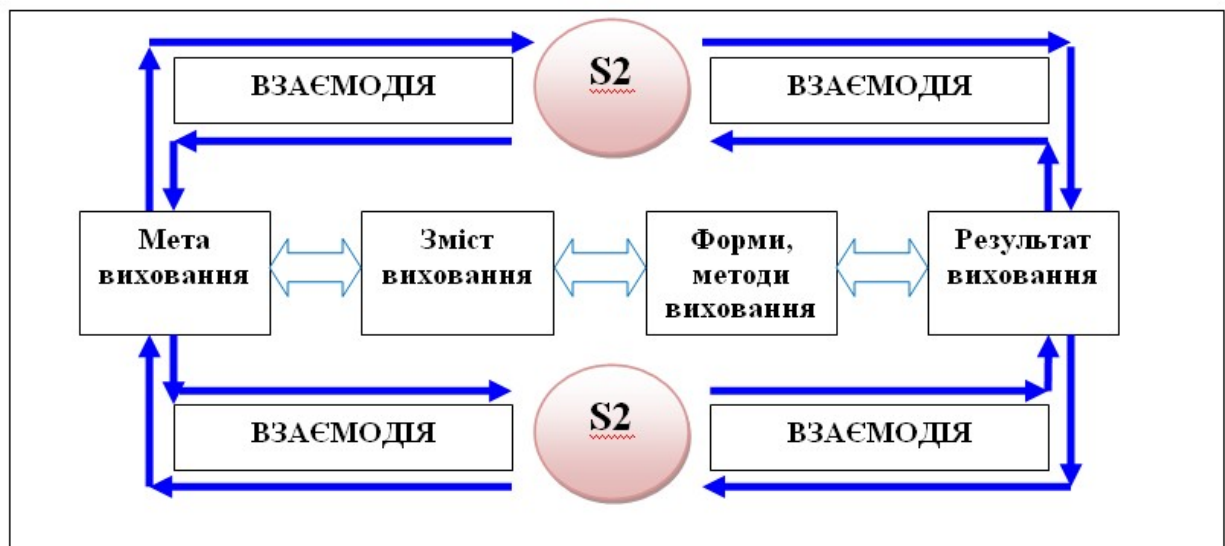 S2
ВЗАЄМОДІЯ
ВЗАЄМОДІЯ
Мета
виховання
Зміст
виховання
Форми,
методи
виховання
Результат
виховання
S2
ВЗАЄМОДІЯ
ВЗАЄМОДІЯ